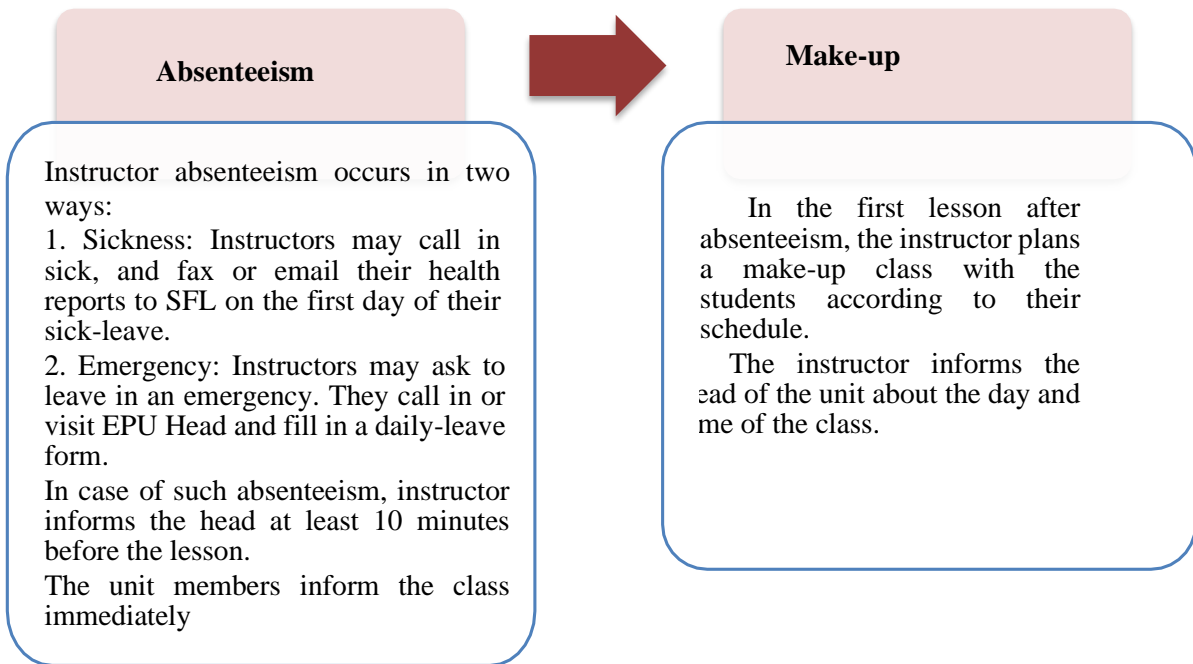 Absenteeism
Instructor absenteeism occurs in two
ways:
1. Sickness: Instructors may call in
sick, and fax or email their health
reports to SFL on the first day of their
sick-leave.
2. Emergency: Instructors may ask to
leave in an emergency. They call in or
visit EPU Head and fill in a daily-leave
form.
In case of such absenteeism, instructor
informs the head at least 10 minutes
before the lesson.
The unit members inform the class
immediately
Make-up
In the first lesson after
absenteeism, the instructor plans
a make-up class with the
students according to their
schedule.
The instructor informs the
ead of the unit about the day and
me of the class.